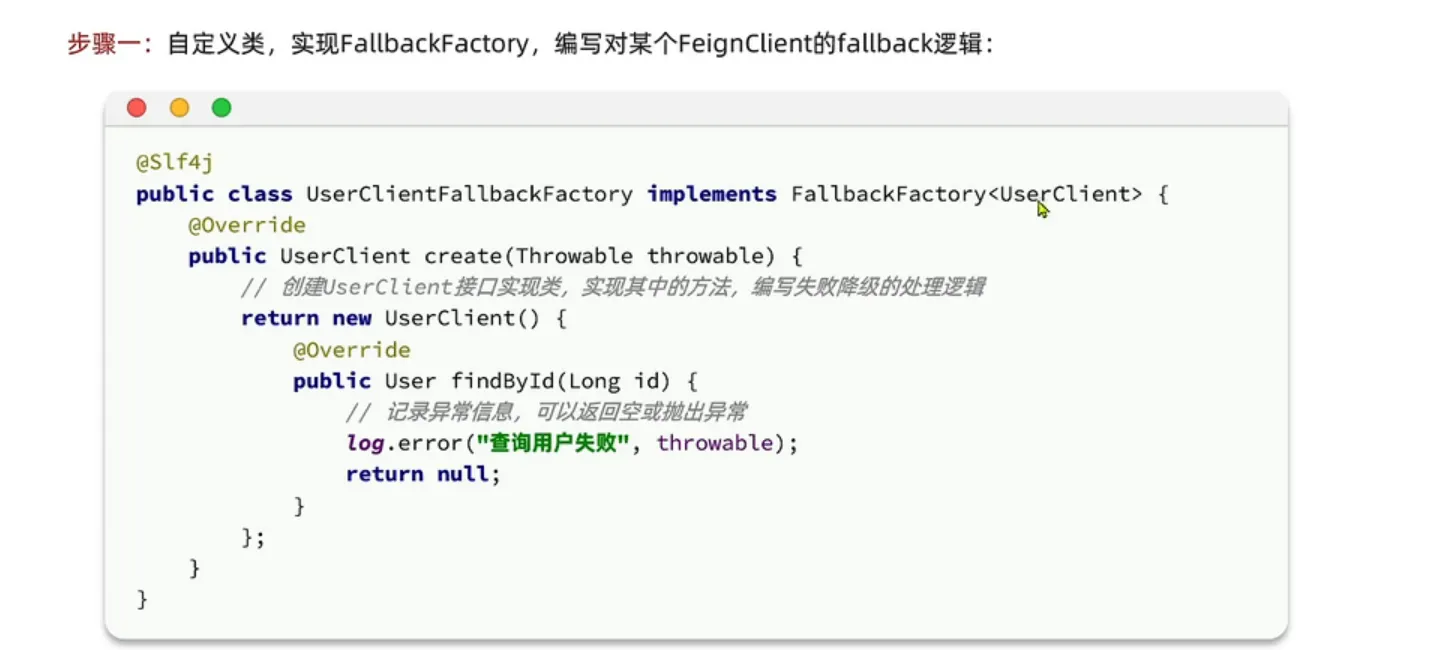 步骤一：自定义类，实现FallbackFactory，编写对某个FeignClient的fallback逻辑：
@Slf4j
public class UserClientFallbackFactory implements FallbackFactory<UserClient> {
    @Override
    public UserClient create(Throwable throwable) {
        // 创建UserClient接口实现类，实现其中的方法，编写失败降级的处理逻辑
        return new UserClient() {
            @Override
            public User findById(Long id) {
                // 记录异常信息，可以返回空或抛出异常
                log.error("查询用户失败", throwable);
                return null;
            }
        };
    }
}